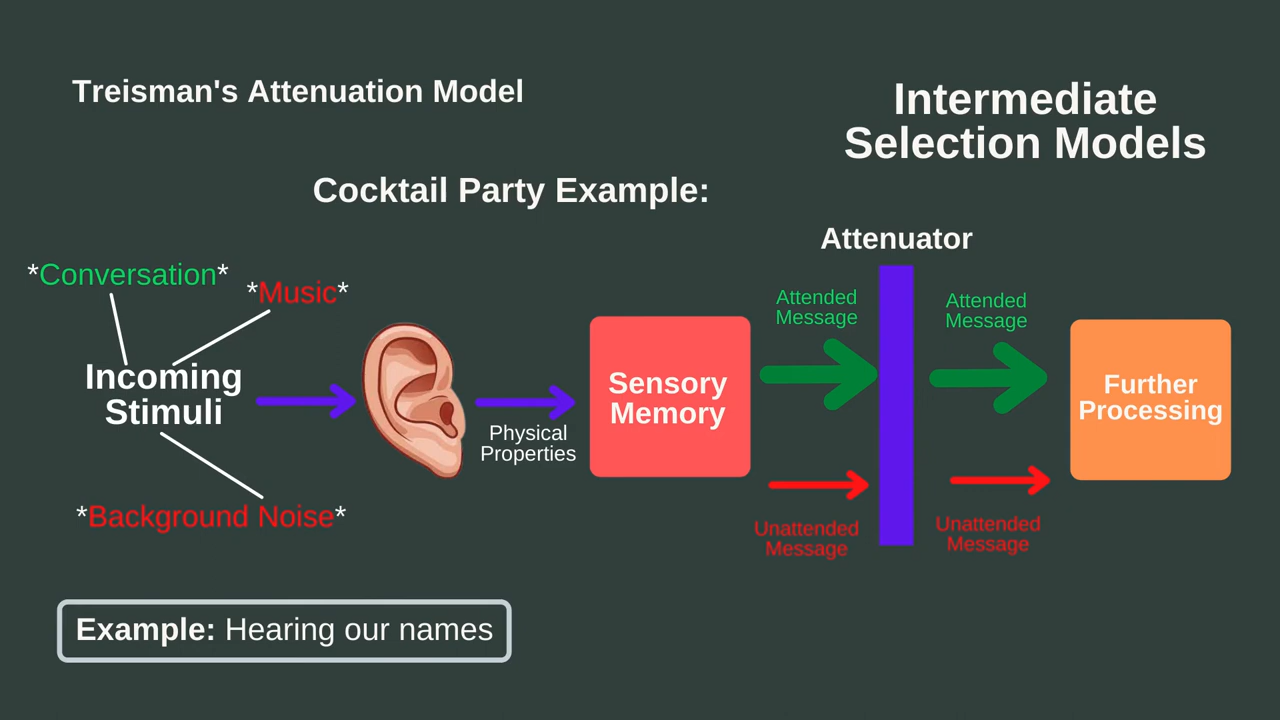 Treisman's Attenuation Model
Intermediate
Selection Models
Cocktail Party Example:
Attenuator
*Conversation*
*Music*
Incoming
Stimuli
*Background Noise*
Physical
Properties
Sensory
Memory
Attended
Message
Unattended
Message
Attended
Message
Unattended
Message
Further
Processing
Example: Hearing our names